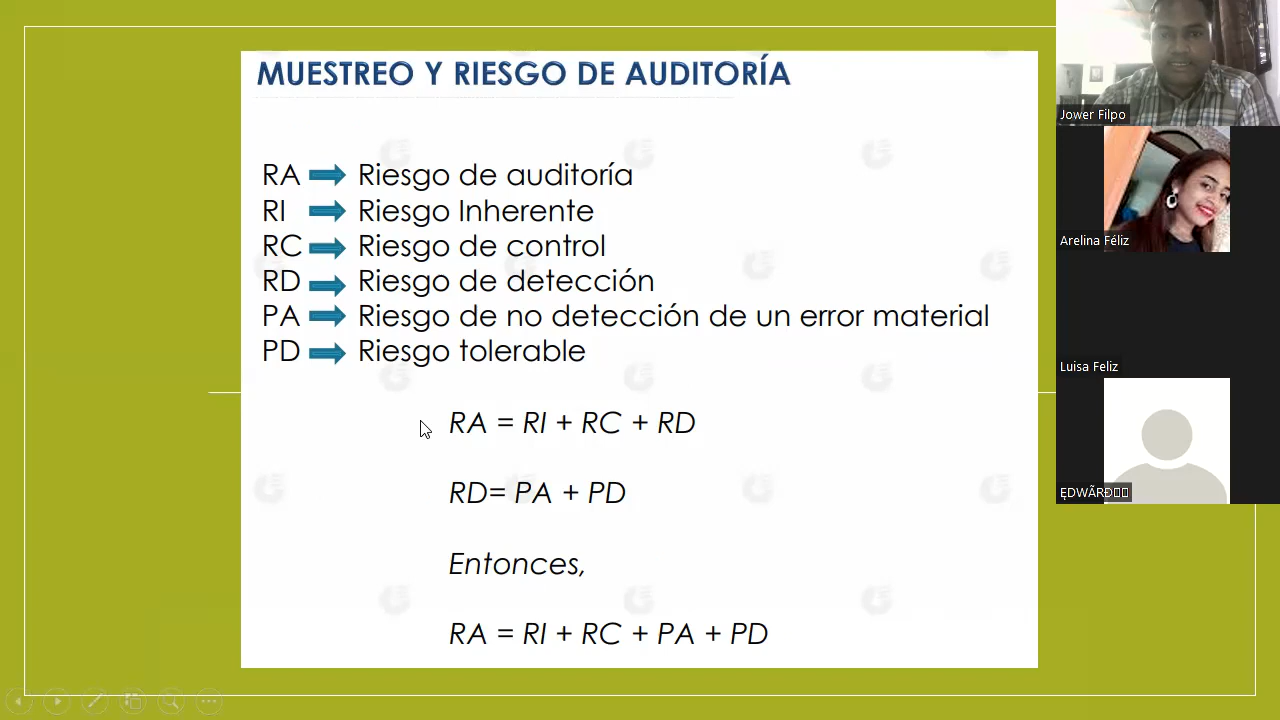 MUESTREO Y RIESGO DE AUDITORÍA
RA Riesgo de auditoría
RI Riesgo Inherente
RC Riesgo de control
RD Riesgo de detección
PA Riesgo de no detección de un error material
PD Riesgo tolerable
RA = RI + RC + RD
RD= PA + PD
Entonces,
RA = RI + RC + PA + PD
Jower Filpo
Arelina Féliz
Luisa Feliz